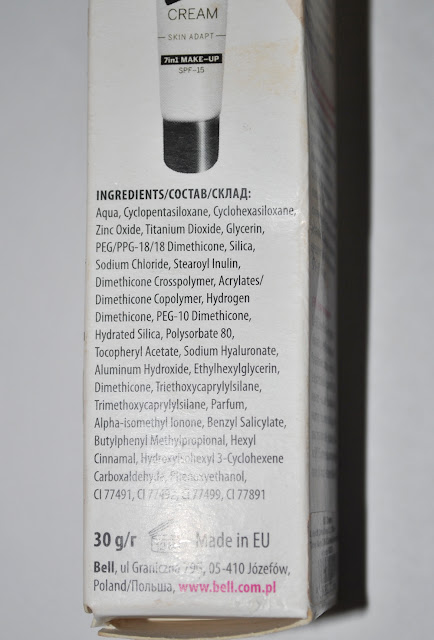 CREAM
SKIN ADAPT
7in1 MAKE-UP
SPF-15
INGREDIENTS/СОСТАВ/СКЛАД:
Aqua, Cyclopentasiloxane, Cyclohexasiloxane,
Zinc Oxide, Titanium Dioxide, Glycerin,
PEG/PPG-18/18 Dimethicone, Silica,
Sodium Chloride, Stearoyl Inulin,
Dimethicone Crosspolymer, Acrylates/
Dimethicone Copolymer, Hydrogen
Dimethicone, PEG-10 Dimethicone,
Hydrated Silica, Polysorbate 80,
Tocopheryl Acetate, Sodium Hyaluronate,
Aluminum Hydroxide, Ethylhexylglycerin,
Dimethicone, Triethoxycaprylylsilane,
Trimethoxycaprylylsilane, Parfum,
Alpha-isomethyl Ionone, Benzyl Salicylate,
Butylphenyl Methylpropional, Hexyl
Cinnamal, Hydroxyisohexyl 3-Cyclohexene
Carboxaldehyde, Phenoxyethanol,
CI 77491, CI 77492, CI 77499, CI 77891
30 g/г Made in EU
Bell, ul Graniczna 05-410 Józefów,
Poland/Польша, www.bell.com.pl